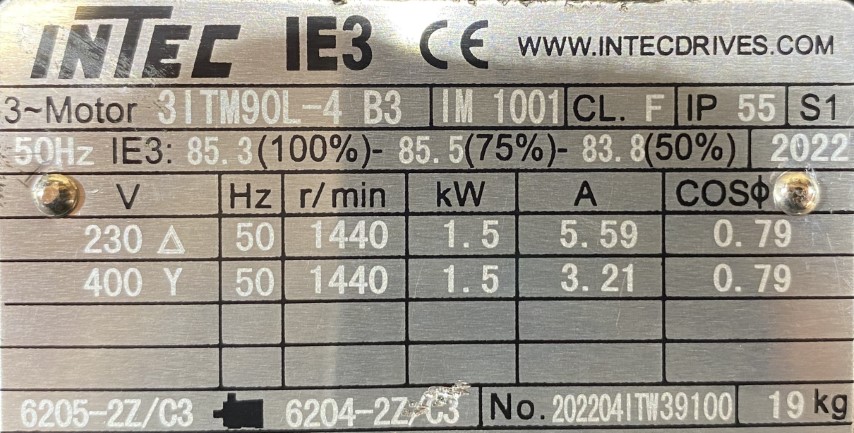 INTEC IE3 CE WWW.INTECDRIVES.COM
3~Motor 3ITM90L-4 B3 IM 1001 CL. F IP 55 S1
50Hz IE3: 85.3(100%)- 85.5(75%)- 83.8(50%) 2022
V Hz r/min kW A COSΦ
230 Δ 50 1440 1.5 5.59 0.79
400 Y 50 1440 1.5 3.21 0.79
6205-2Z/C3 6204-2Z/C3 No. 202204ITW39100 19 kg